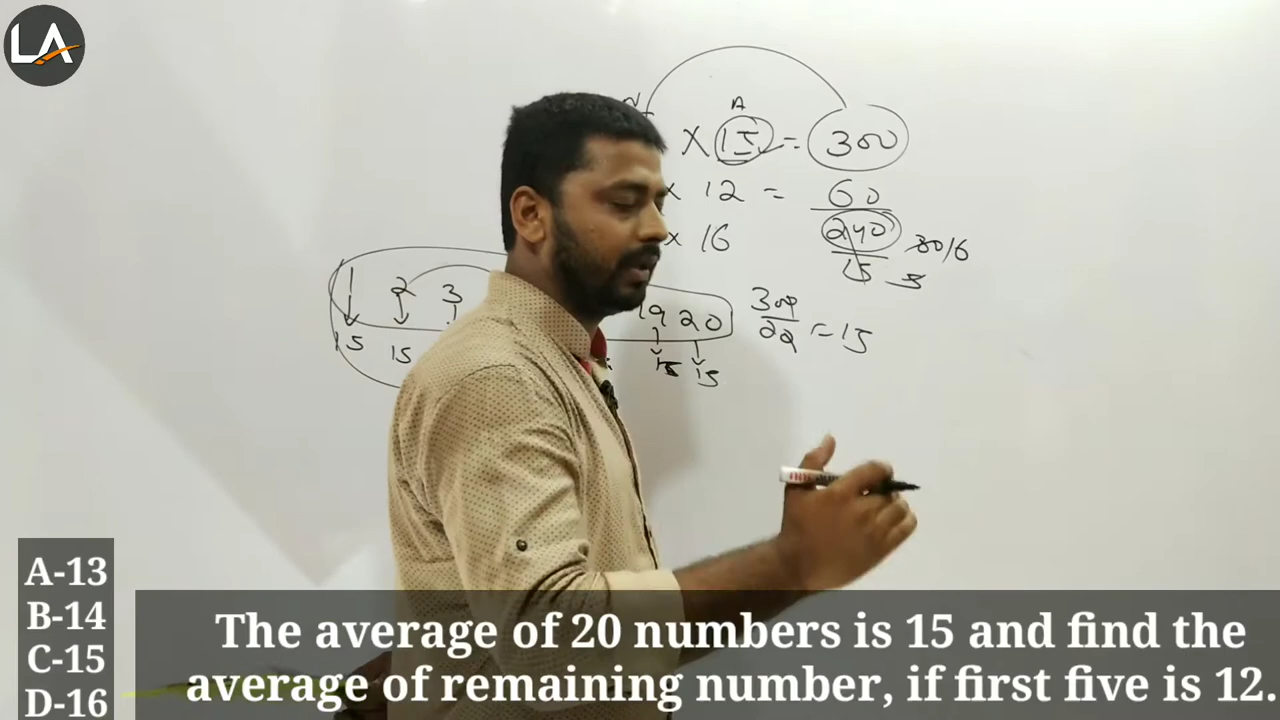 LA
N A
X 15 = 300
x 12 = 60
x 16 240
15
1 2 3 19 20
15 15 15 15
300
22 = 15
A-13
B-14
C-15
D-16
The average of 20 numbers is 15 and find the
average of remaining number, if first five is 12.